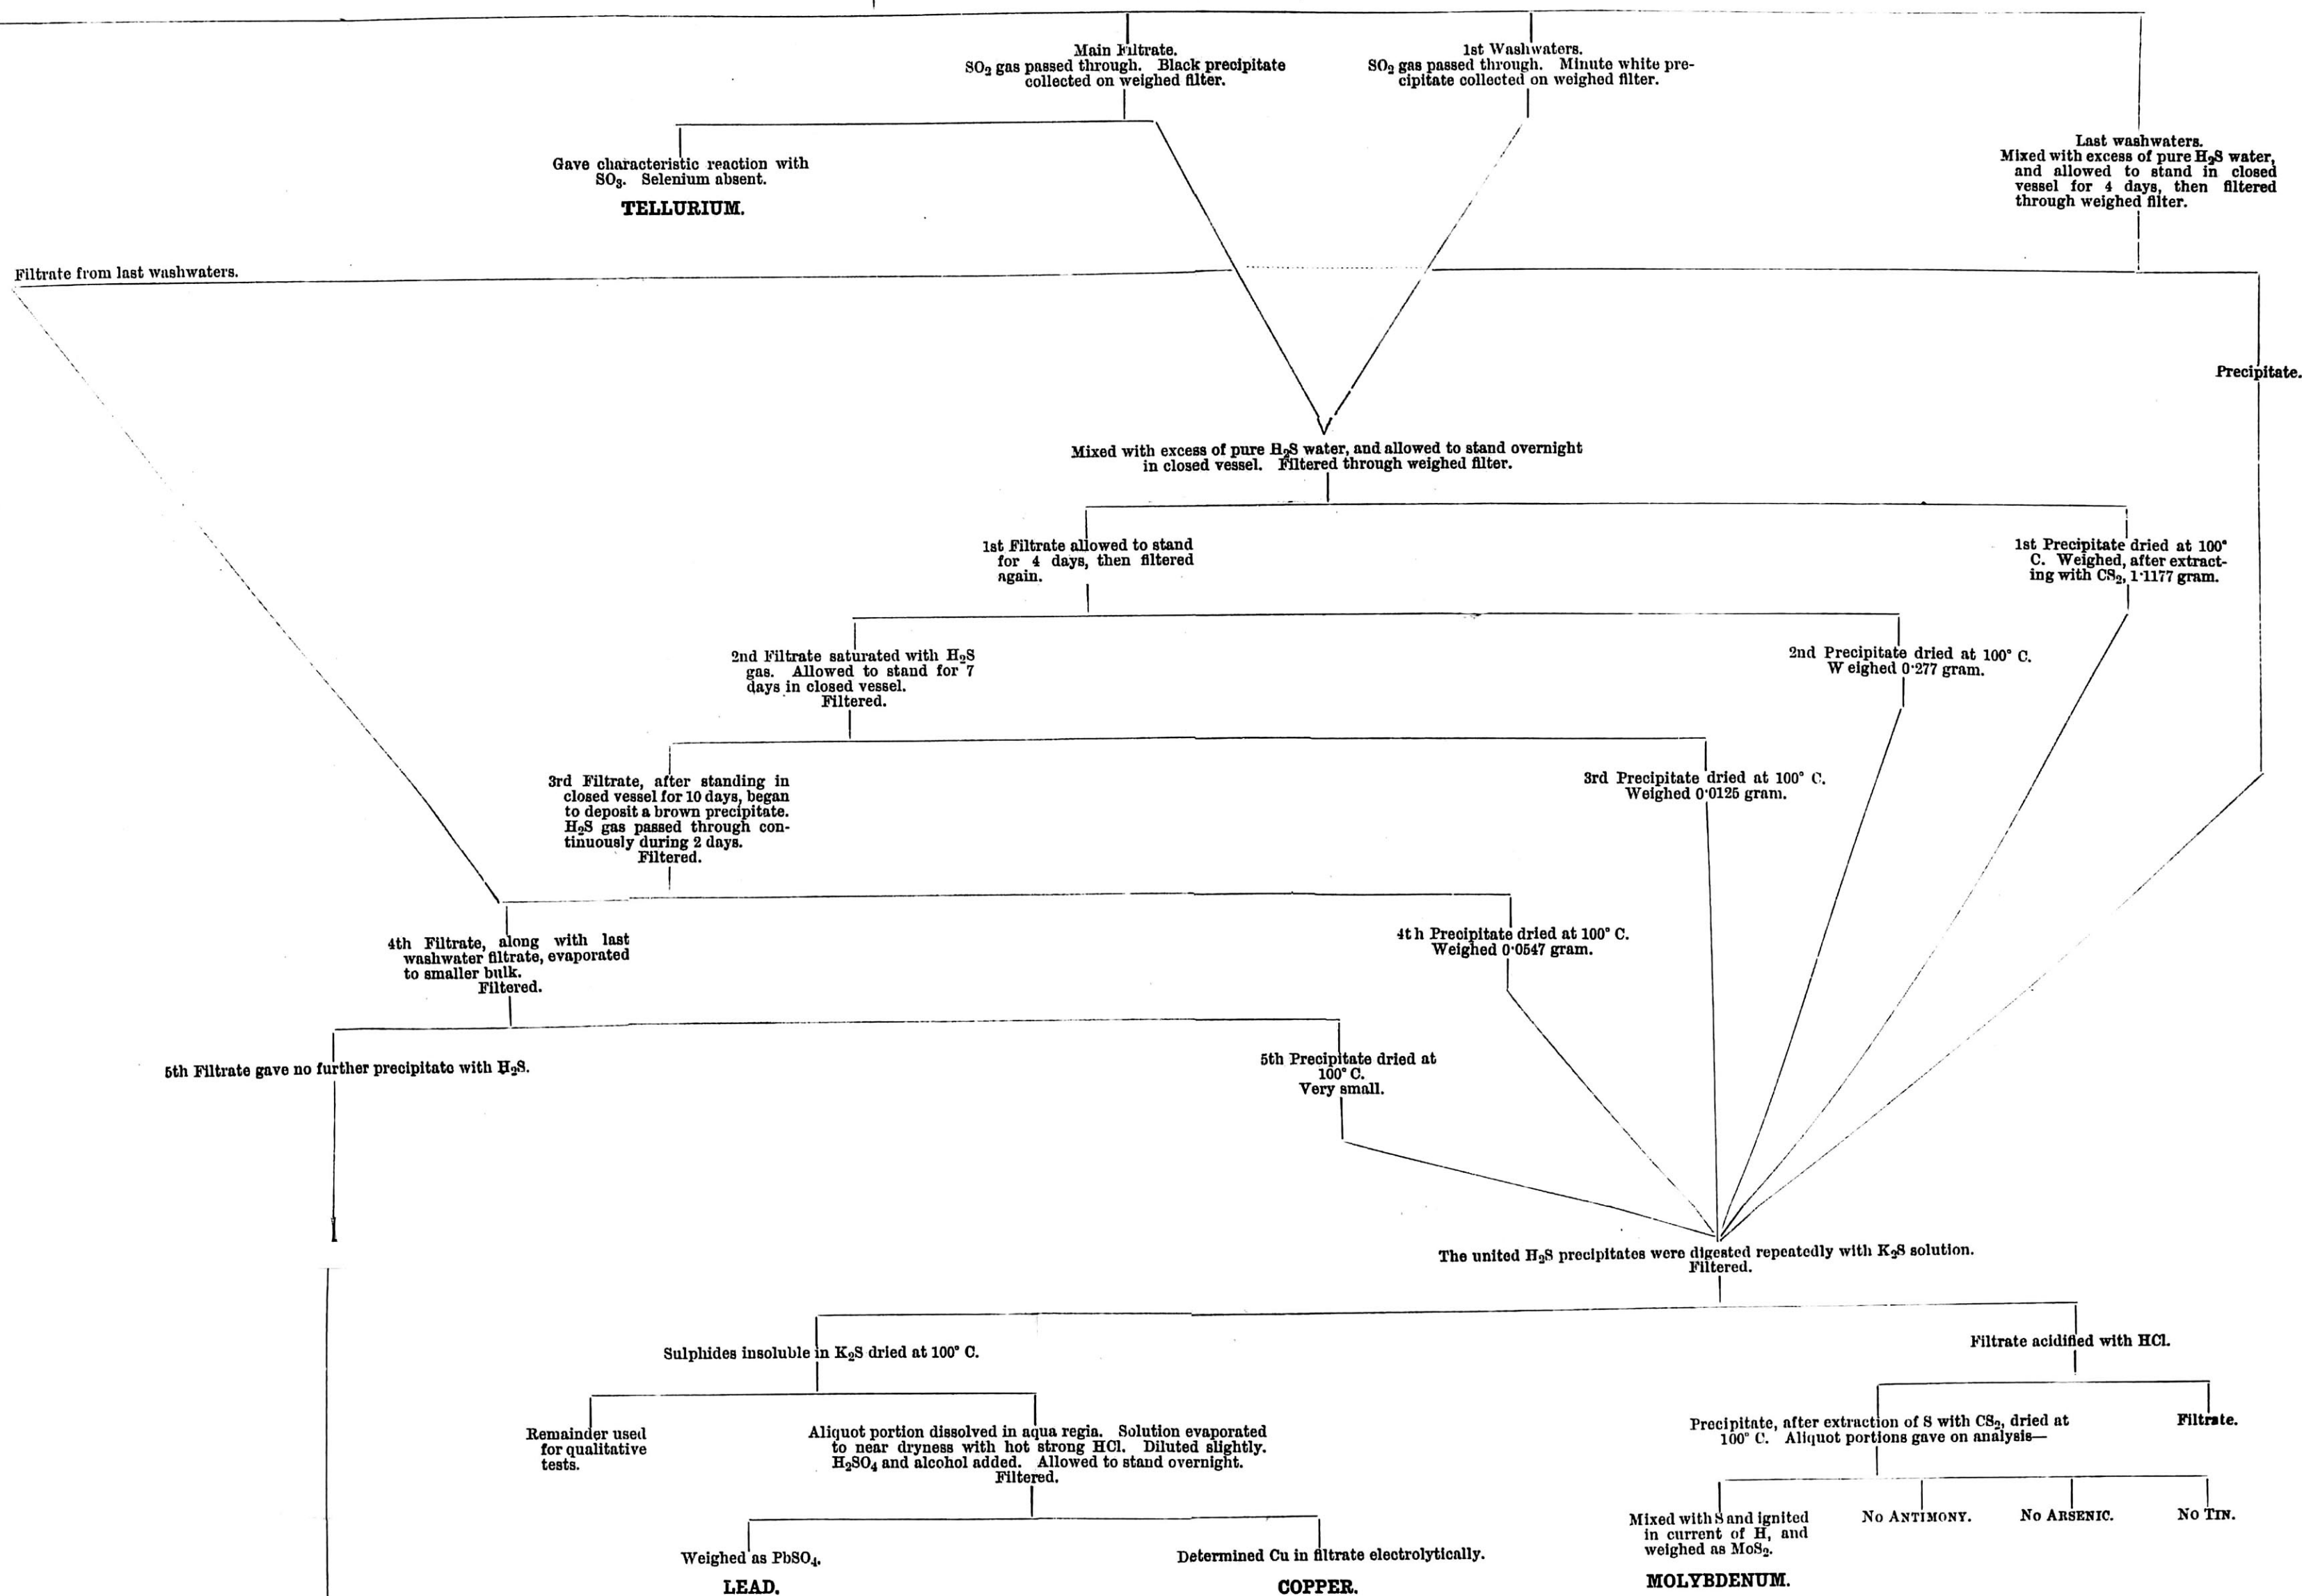 Main Filtrate.
SO₂ gas passed through. Black precipitate
collected on weighed filter.
1st Washwaters.
SO₂ gas passed through. Minute white pre-
cipitate collected on weighed filter.
Last washwaters.
Mixed with excess of pure H₂S water,
and allowed to stand in closed
vessel for 4 days, then filtered
through weighed filter.
Gave characteristic reaction with
SO₃. Selenium absent.
TELLURIUM.
Filtrate from last washwaters.
Precipitate.
Mixed with excess of pure H₂S water, and allowed to stand overnight
in closed vessel. Filtered through weighed filter.
1st Filtrate allowed to stand
for 4 days, then filtered
again.
1st Precipitate dried at 100°
C. Weighed, after extract-
ing with CS₂, 1·1177 gram.
2nd Filtrate saturated with H₂S
gas. Allowed to stand for 7
days in closed vessel.
Filtered.
2nd Precipitate dried at 100° C.
Weighed 0·277 gram.
3rd Filtrate, after standing in
closed vessel for 10 days, began
to deposit a brown precipitate.
H₂S gas passed through con-
tinuously during 2 days.
Filtered.
3rd Precipitate dried at 100° C.
Weighed 0·0125 gram.
4th Filtrate, along with last
washwater filtrate, evaporated
to smaller bulk.
Filtered.
4th Precipitate dried at 100° C.
Weighed 0·0547 gram.
5th Filtrate gave no further precipitate with H₂S.
5th Precipitate dried at
100° C.
Very small.
The united H₂S precipitates were digested repeatedly with K₂S solution.
Filtered.
Sulphides insoluble in K₂S dried at 100° C.
Filtrate acidified with HCl.
Remainder used
for qualitative
tests.
Aliquot portion dissolved in aqua regia. Solution evaporated
to near dryness with hot strong HCl. Diluted slightly.
H₂SO₄ and alcohol added. Allowed to stand overnight.
Filtered.
Precipitate, after extraction of S with CS₂, dried at
100° C. Aliquot portions gave on analysis—
Filtrate.
Weighed as PbSO₄.
LEAD.
Determined Cu in filtrate electrolytically.
COPPER.
Mixed with S and ignited
in current of H, and
weighed as MoS₂.
MOLYBDENUM.
No ANTIMONY.
No ARSENIC.
No TIN.